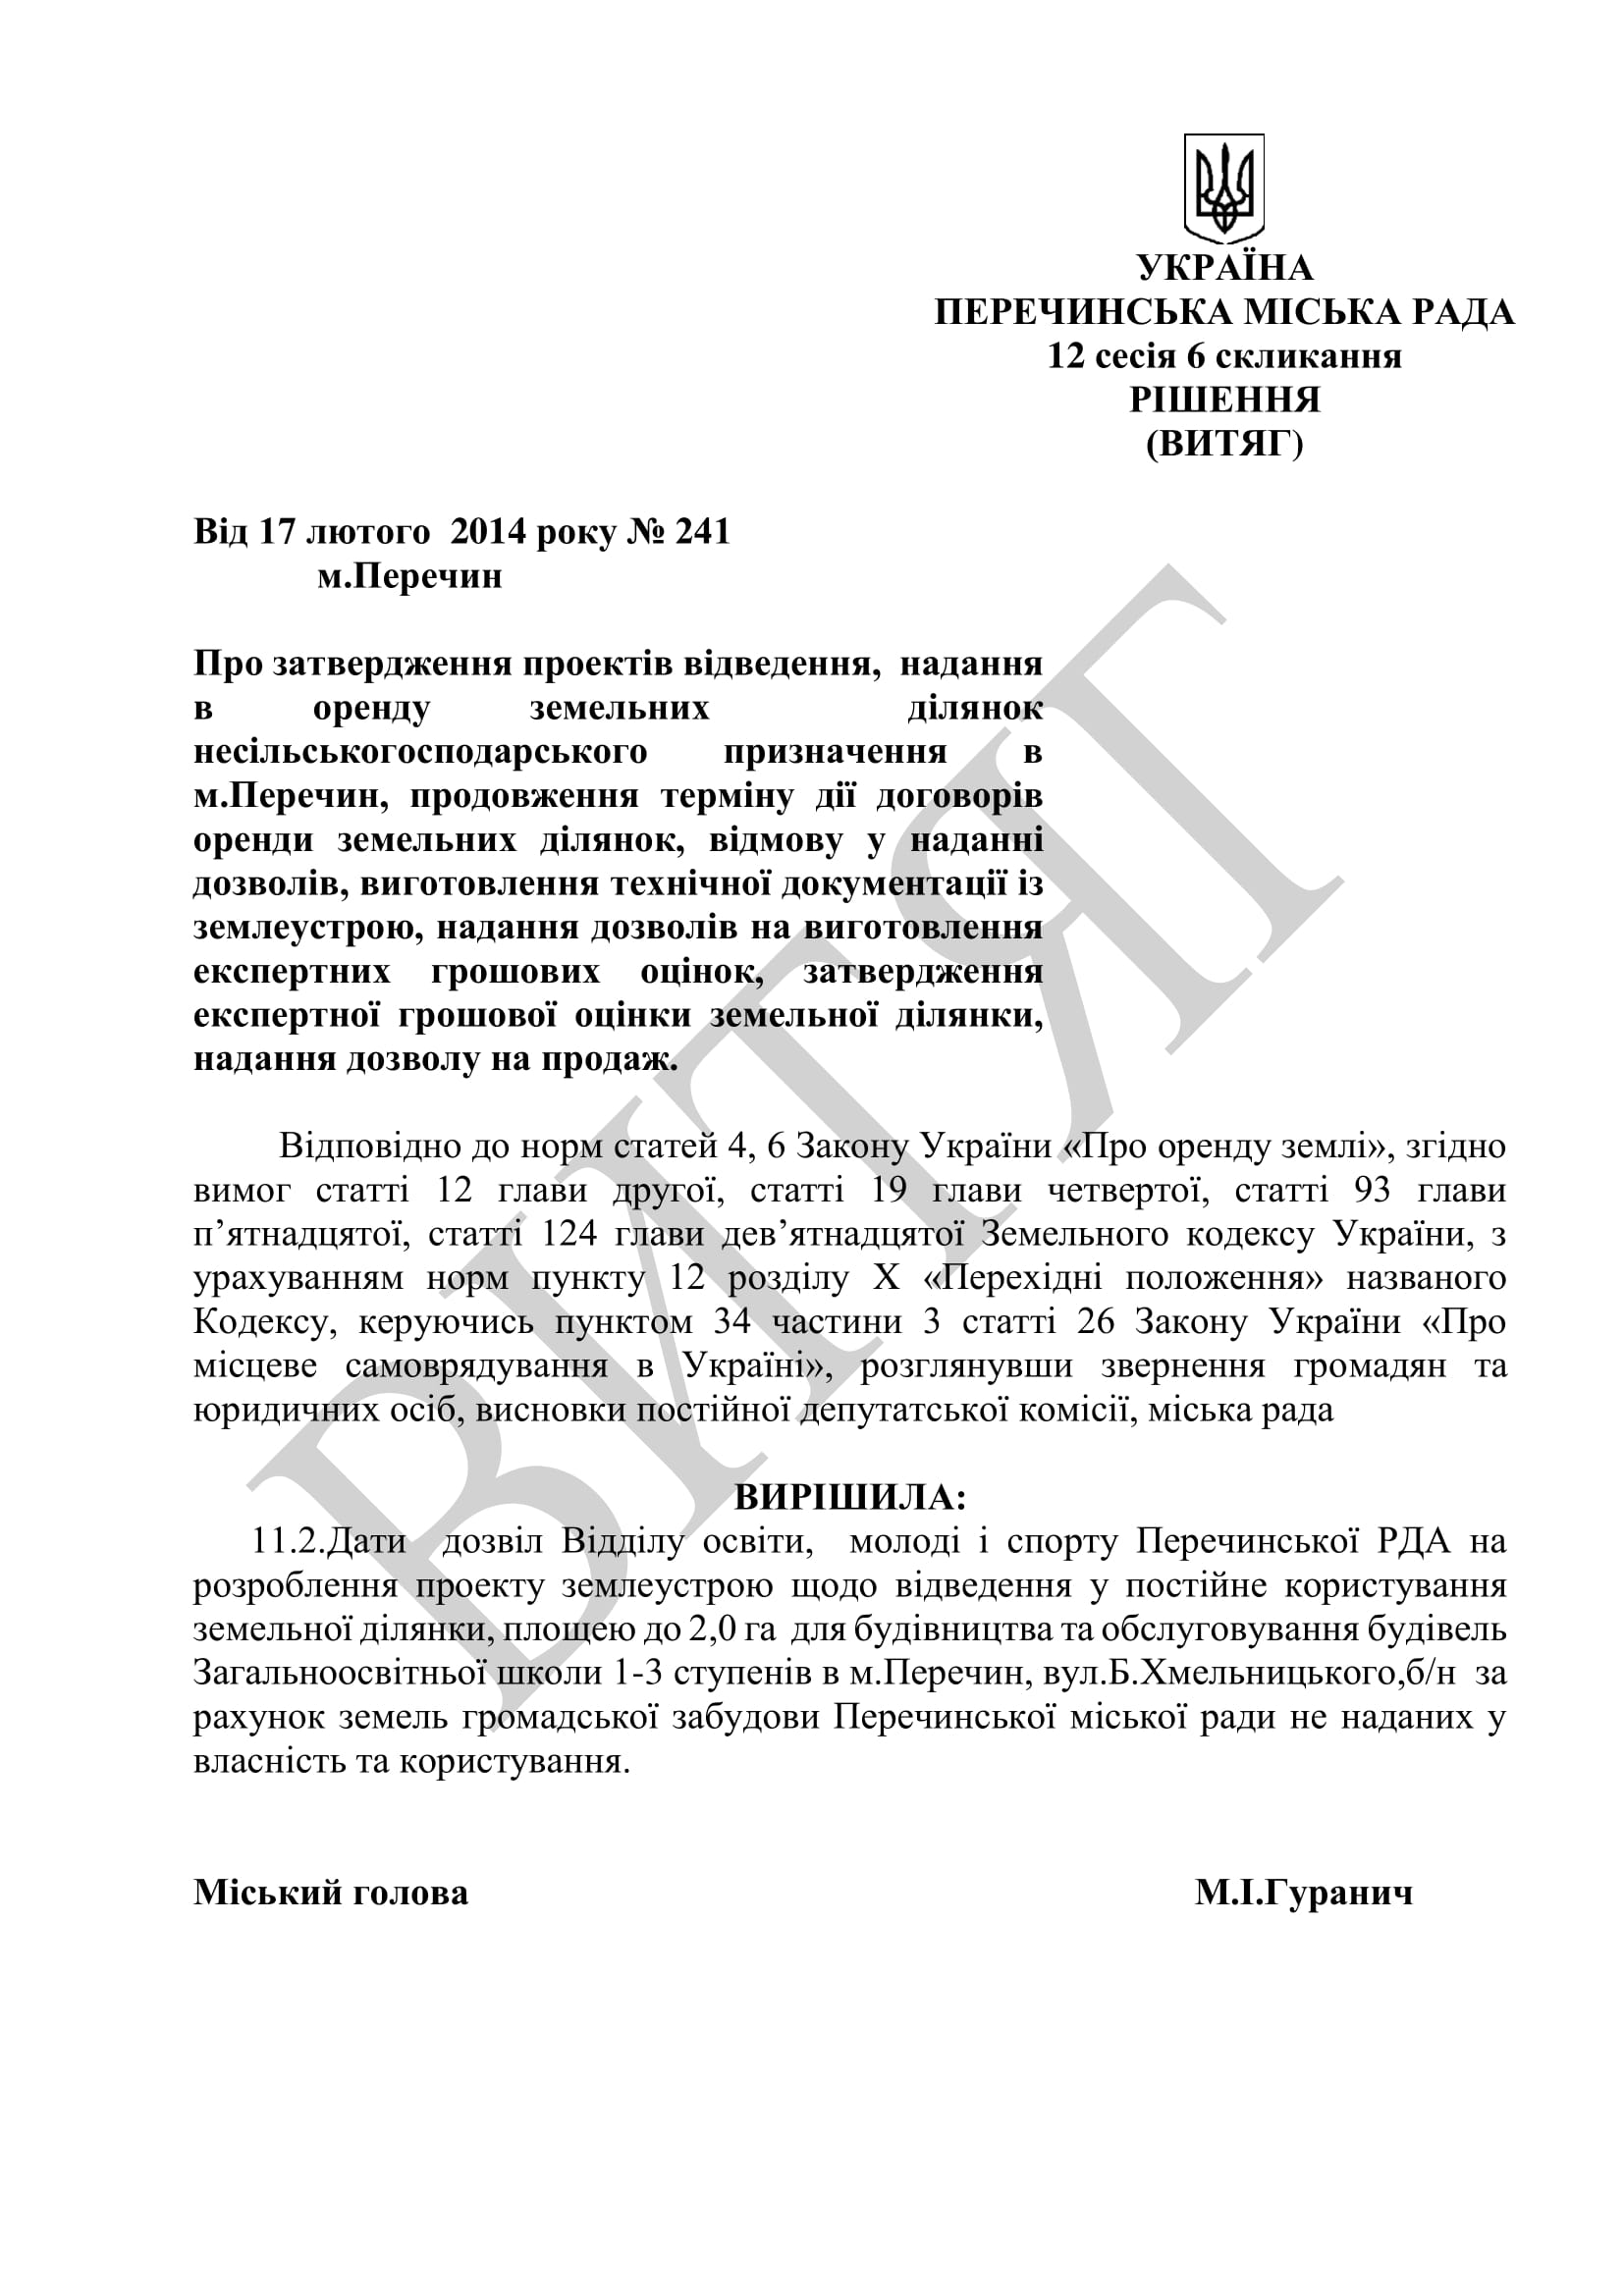 УКРАЇНА
ПЕРЕЧИНСЬКА МІСЬКА РАДА
12 сесія 6 скликання
РІШЕННЯ
(ВИТЯГ)
Від 17 лютого 2014 року № 241
м.Перечин
Про затвердження проектів відведення, надання
в оренду земельних ділянок
несільськогосподарського призначення в
м.Перечин, продовження терміну дії договорів
оренди земельних ділянок, відмову у наданні
дозволів, виготовлення технічної документації із
землеустрою, надання дозволів на виготовлення
експертних грошових оцінок, затвердження
експертної грошової оцінки земельної ділянки,
надання дозволу на продаж.
Відповідно до норм статей 4, 6 Закону України «Про оренду землі», згідно
вимог статті 12 глави другої, статті 19 глави четвертої, статті 93 глави
п’ятнадцятої, статті 124 глави дев’ятнадцятої Земельного кодексу України, з
урахуванням норм пункту 12 розділу Х «Перехідні положення» названого
Кодексу, керуючись пунктом 34 частини 3 статті 26 Закону України «Про
місцеве самоврядування в Україні», розглянувши звернення громадян та
юридичних осіб, висновки постійної депутатської комісії, міська рада
ВИРІШИЛА:
11.2.Дати дозвіл Відділу освіти, молоді і спорту Перечинської РДА на
розроблення проекту землеустрою щодо відведення у постійне користування
земельної ділянки, площею до 2,0 га для будівництва та обслуговування будівель
Загальноосвітньої школи 1-3 ступенів в м.Перечин, вул.Б.Хмельницького,б/н за
рахунок земель громадської забудови Перечинської міської ради не наданих у
власність та користування.
Міський голова М.І.Гуранич
ВИТЯГ